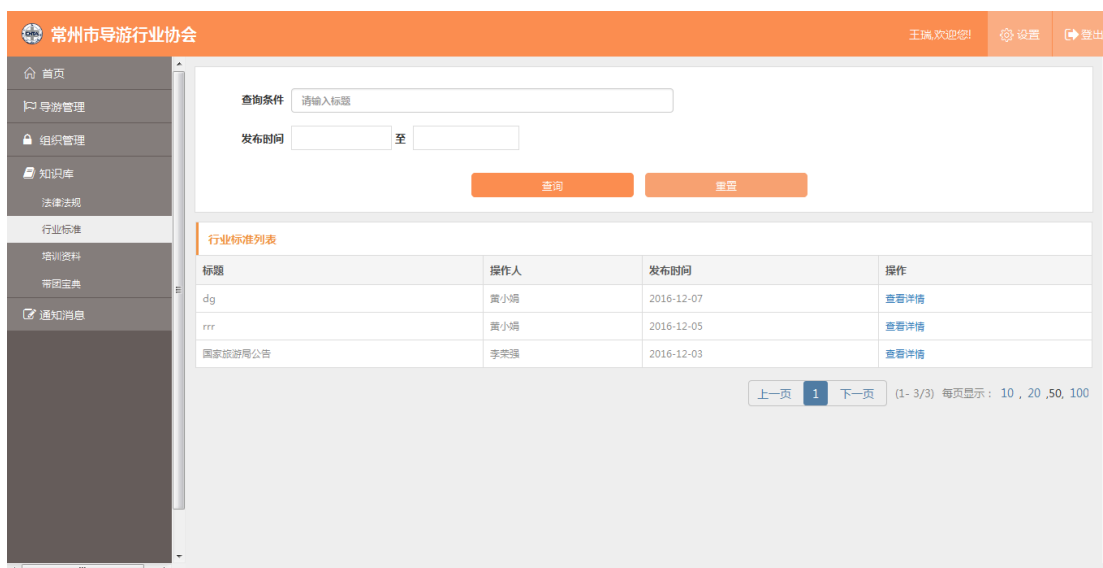 常州市导游行业协会
王瑞,欢迎您!!
设置
登出
首页
导游管理
组织管理
知识库
法律法规
行业标准
培训资料
带团宝典
通知消息
查询条件 请输入标题
发布时间 至
查询 重置
行业标准列表
标题 操作人 发布时间 操作
dg 黄小娟 2016-12-07 查看详情
rrr 黄小娟 2016-12-05 查看详情
国家旅游局公告 李荣强 2016-12-03 查看详情
上一页 1 下一页 (1- 3/3) 每页显示： 10 , 20 ,50, 100